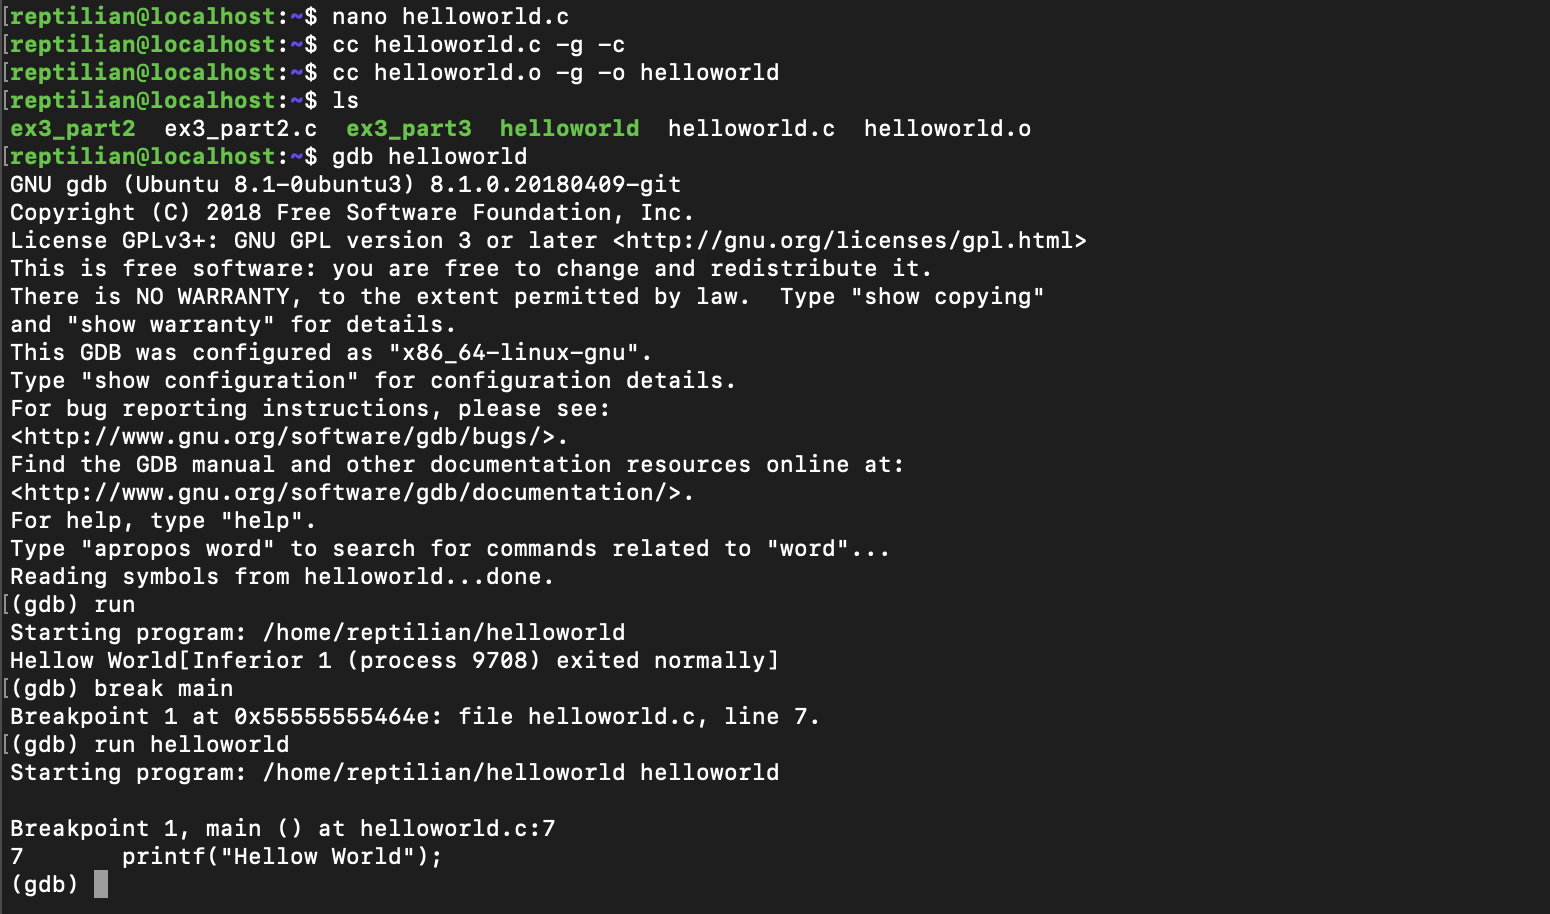 [reptilian@localhost:~$ nano helloworld.c
[reptilian@localhost:~$ cc helloworld.c -g -c
[reptilian@localhost:~$ cc helloworld.o -g -o helloworld
[reptilian@localhost:~$ ls
ex3_part2  ex3_part2.c  ex3_part3  helloworld  helloworld.c  helloworld.o
[reptilian@localhost:~$ gdb helloworld
GNU gdb (Ubuntu 8.1-0ubuntu3) 8.1.0.20180409-git
Copyright (C) 2018 Free Software Foundation, Inc.
License GPLv3+: GNU GPL version 3 or later <http://gnu.org/licenses/gpl.html>
This is free software: you are free to change and redistribute it.
There is NO WARRANTY, to the extent permitted by law.  Type "show copying"
and "show warranty" for details.
This GDB was configured as "x86_64-linux-gnu".
Type "show configuration" for configuration details.
For bug reporting instructions, please see:
<http://www.gnu.org/software/gdb/bugs/>.
Find the GDB manual and other documentation resources online at:
<http://www.gnu.org/software/gdb/documentation/>.
For help, type "help".
Type "apropos word" to search for commands related to "word"...
Reading symbols from helloworld...done.
[(gdb) run
Starting program: /home/reptilian/helloworld
Hellow World[Inferior 1 (process 9708) exited normally]
[(gdb) break main
Breakpoint 1 at 0x55555555464e: file helloworld.c, line 7.
[(gdb) run helloworld
Starting program: /home/reptilian/helloworld helloworld

Breakpoint 1, main () at helloworld.c:7
7       printf("Hellow World");
(gdb)